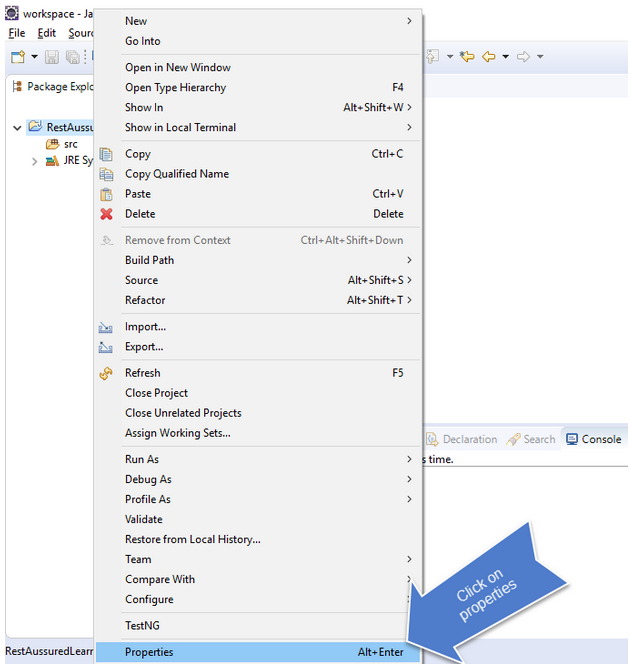 workspace - Ja
File Edit Sourc
Package Explo
RestAssu
src
JRE Sy
New
Go Into
Open in New Window
Open Type Hierarchy F4
Show In Alt+Shift+W
Show in Local Terminal
Copy Ctrl+C
Copy Qualified Name
Paste Ctrl+V
Delete Delete
Remove from Context Ctrl+Alt+Shift+Down
Build Path
Source Alt+Shift+S
Refactor Alt+Shift+T
Import...
Export...
Refresh F5
Close Project
Close Unrelated Projects
Assign Working Sets...
Run As
Debug As
Profile As
Validate
Restore from Local History...
Team
Compare With
Configure
TestNG
Properties Alt+Enter
Declaration Search Console
s time.
Click on
properties
RestAussuredLearn